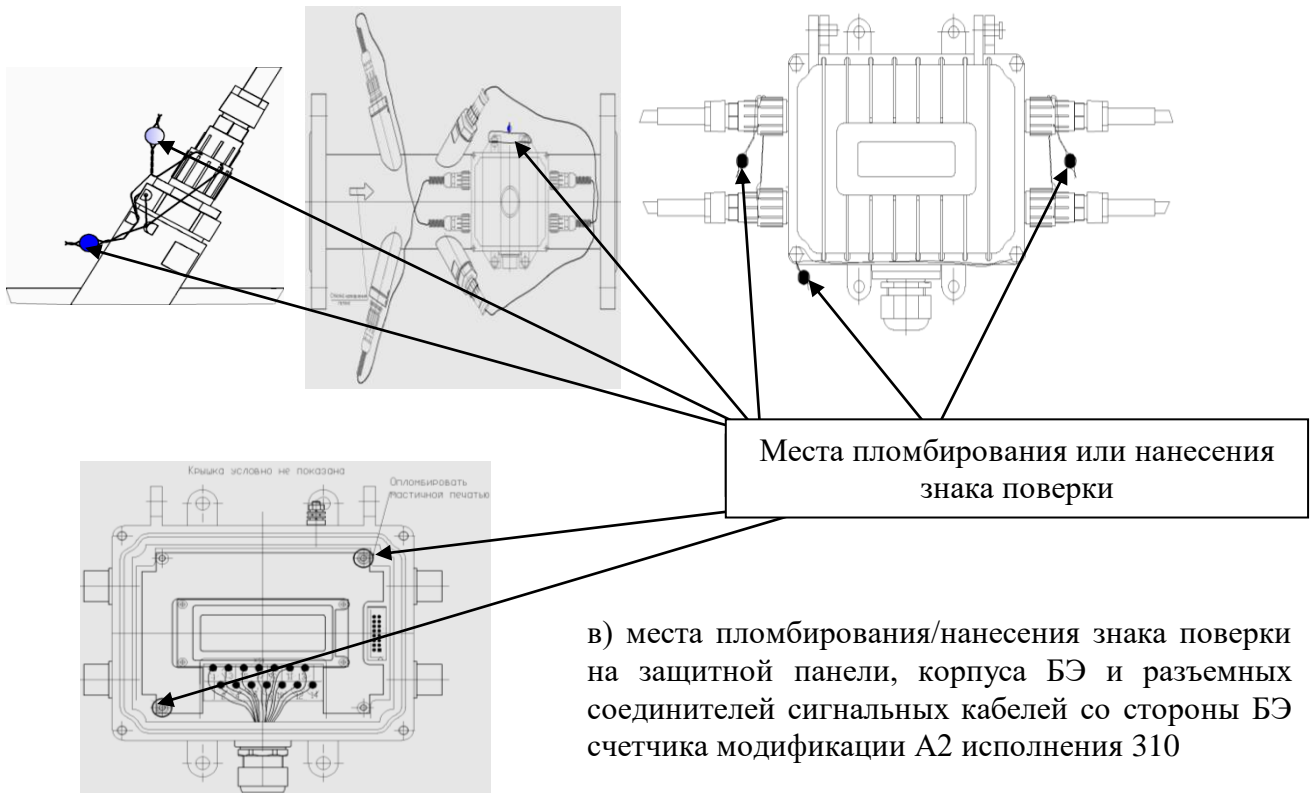 Места пломбирования или нанесения
знака поверки
Крышка условно не показана
Опломбировать
мастичной печатью
в) места пломбирования/нанесения знака поверки
на защитной панели, корпуса БЭ и разъемных
соединителей сигнальных кабелей со стороны БЭ
счетчика модификации А2 исполнения 310